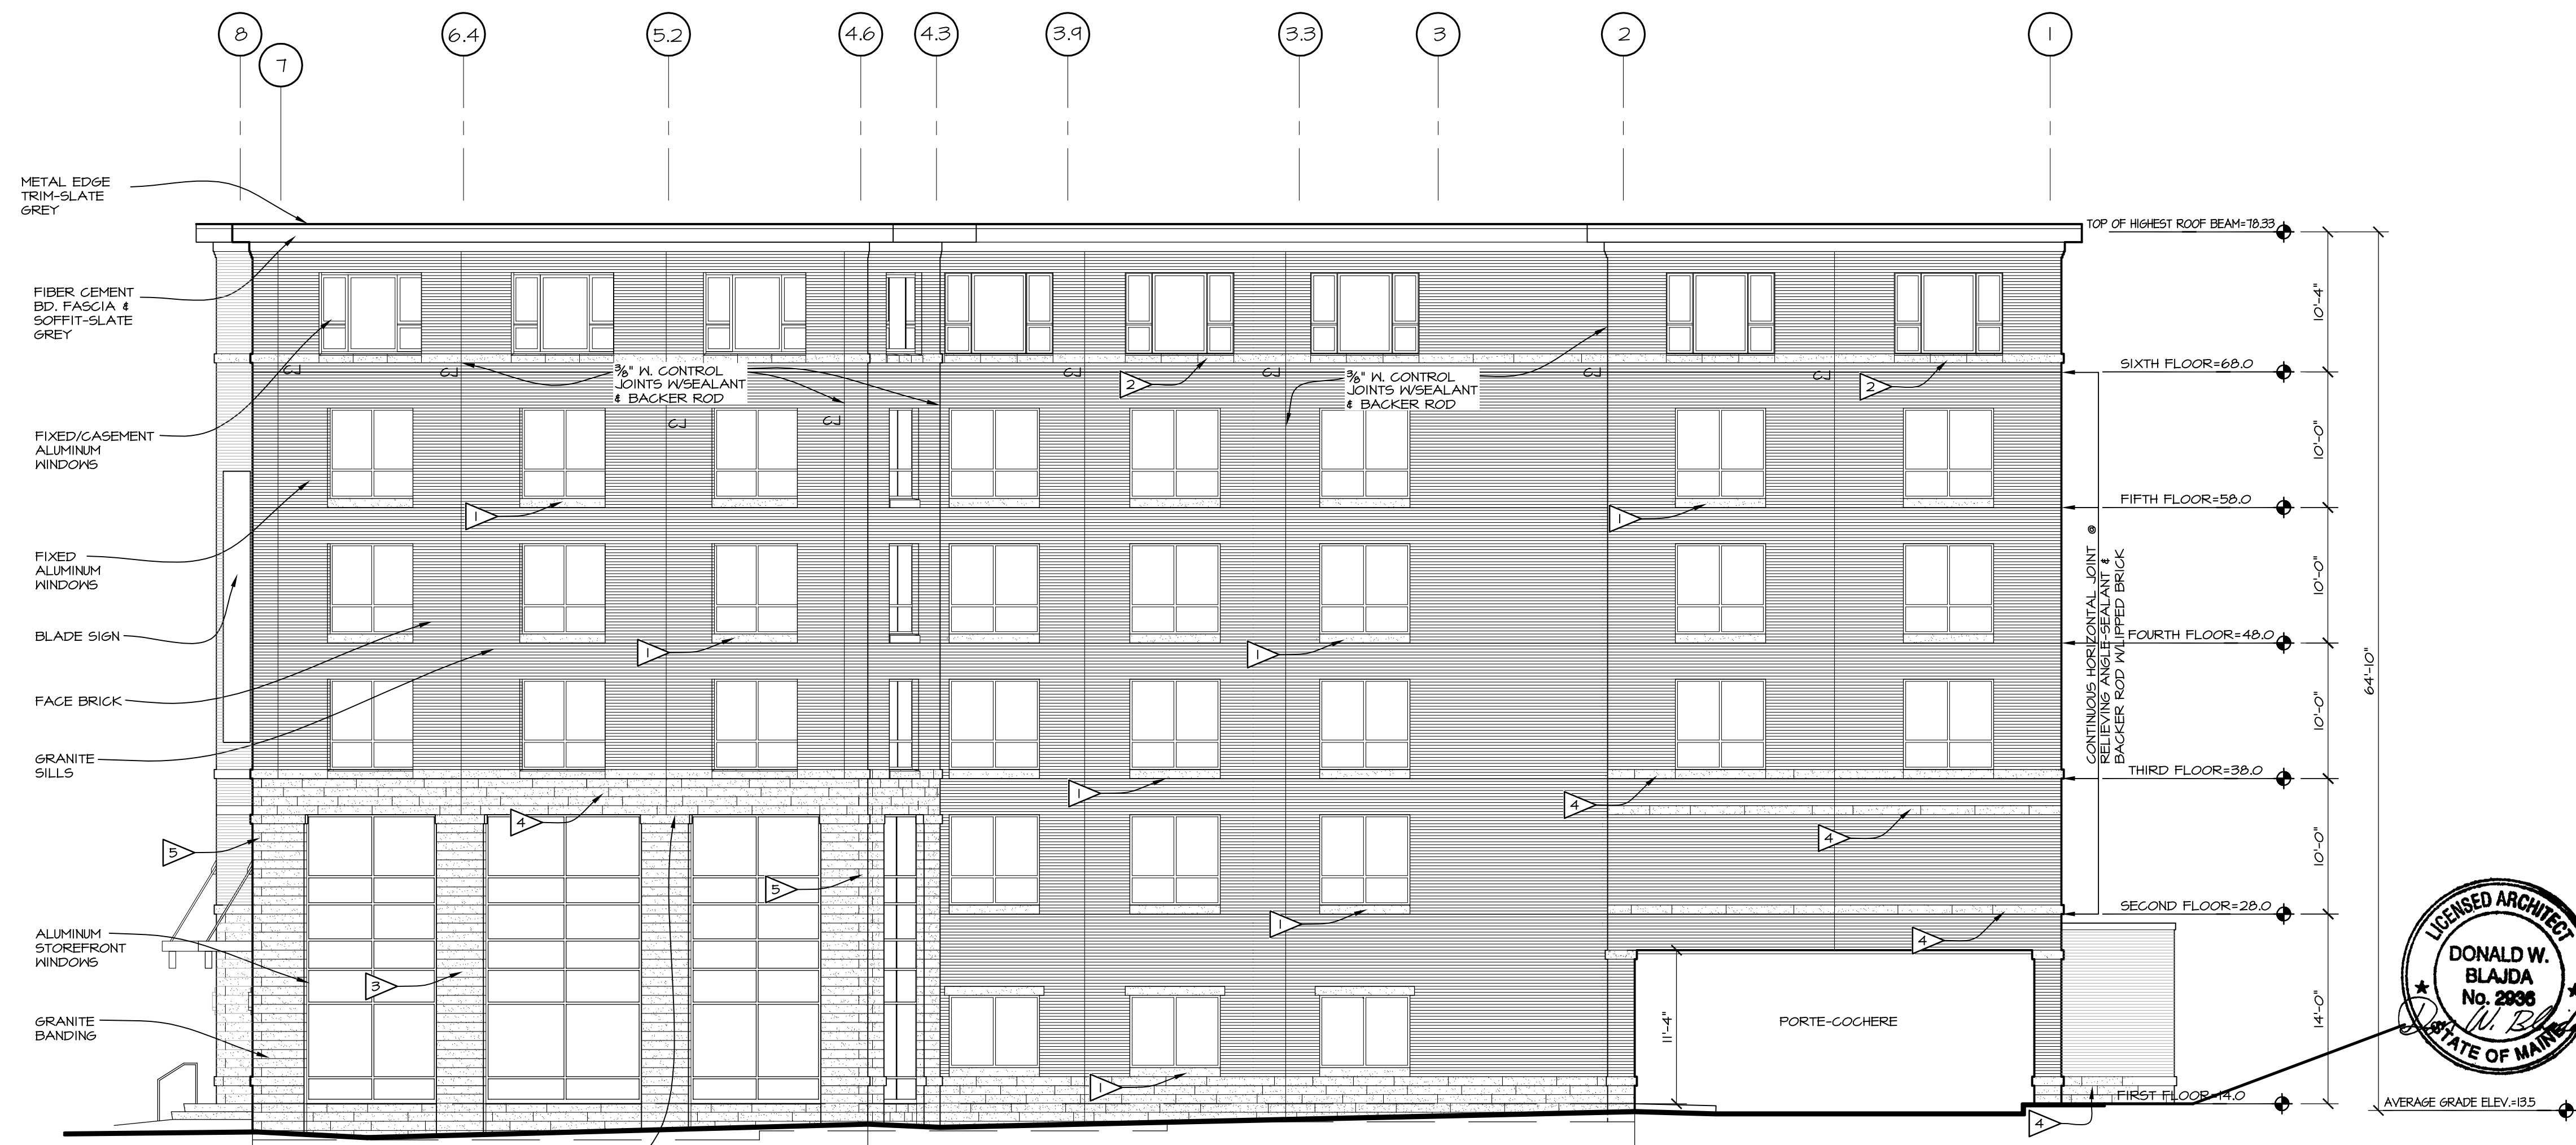 8
7
6.4
5.2
4.6
4.3
3.9
3.3
3
2
1
METAL EDGE
TRIM-SLATE
GREY
FIBER CEMENT
BD. FASCIA &
SOFFIT-SLATE
GREY
FIXED/CASEMENT
ALUMINUM
WINDOWS
FIXED
ALUMINUM
WINDOWS
BLADE SIGN
FACE BRICK
GRANITE
SILLS
ALUMINUM
STOREFRONT
WINDOWS
GRANITE
BANDING
CJ
CJ
CJ
CJ
CJ
CJ
CJ
CJ
3/8" W. CONTROL
JOINTS W/SEALANT
& BACKER ROD
3/8" W. CONTROL
JOINTS W/SEALANT
& BACKER ROD
2
2
1
1
1
1
1
4
4
4
5
5
1
4
3
1
4
11'-4"
PORTE-COCHERE
TOP OF HIGHEST ROOF BEAM=78.33
SIXTH FLOOR=68.0
FIFTH FLOOR=58.0
FOURTH FLOOR=48.0
THIRD FLOOR=38.0
SECOND FLOOR=28.0
FIRST FLOOR=14.0
AVERAGE GRADE ELEV.=13.5
CONTINUOUS HORIZONTAL JOINT @
RELIEVING ANGLE-SEALANT &
BACKER ROD W/LIPPED BRICK
10'-4"
10'-0"
10'-0"
10'-0"
10'-0"
14'-0"
64'-10"
LICENSED ARCHITECT
DONALD W.
BLAJDA
No. 2936
STATE OF MAINE